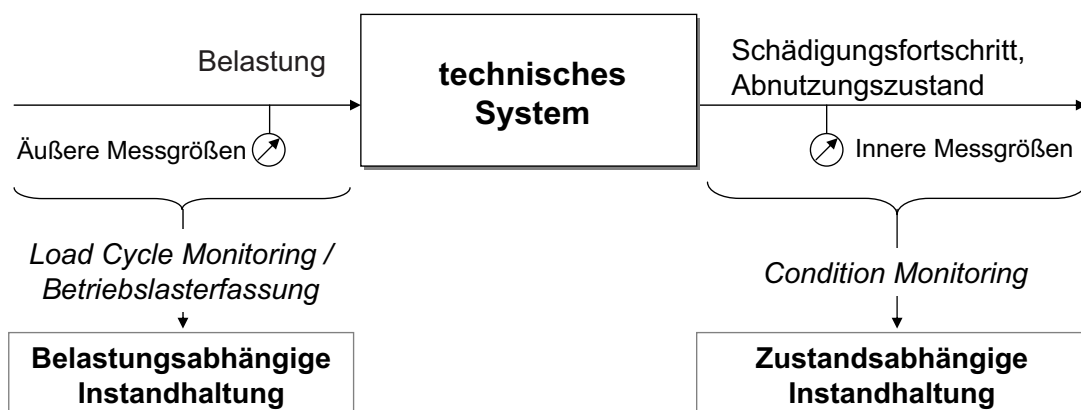 Belastung
technisches
System
Schädigungsfortschritt,
Abnutzungszustand
Äußere Messgrößen
Innere Messgrößen
Load Cycle Monitoring /
Betriebslasterfassung
Condition Monitoring
Belastungsabhängige
Instandhaltung
Zustandsabhängige
Instandhaltung